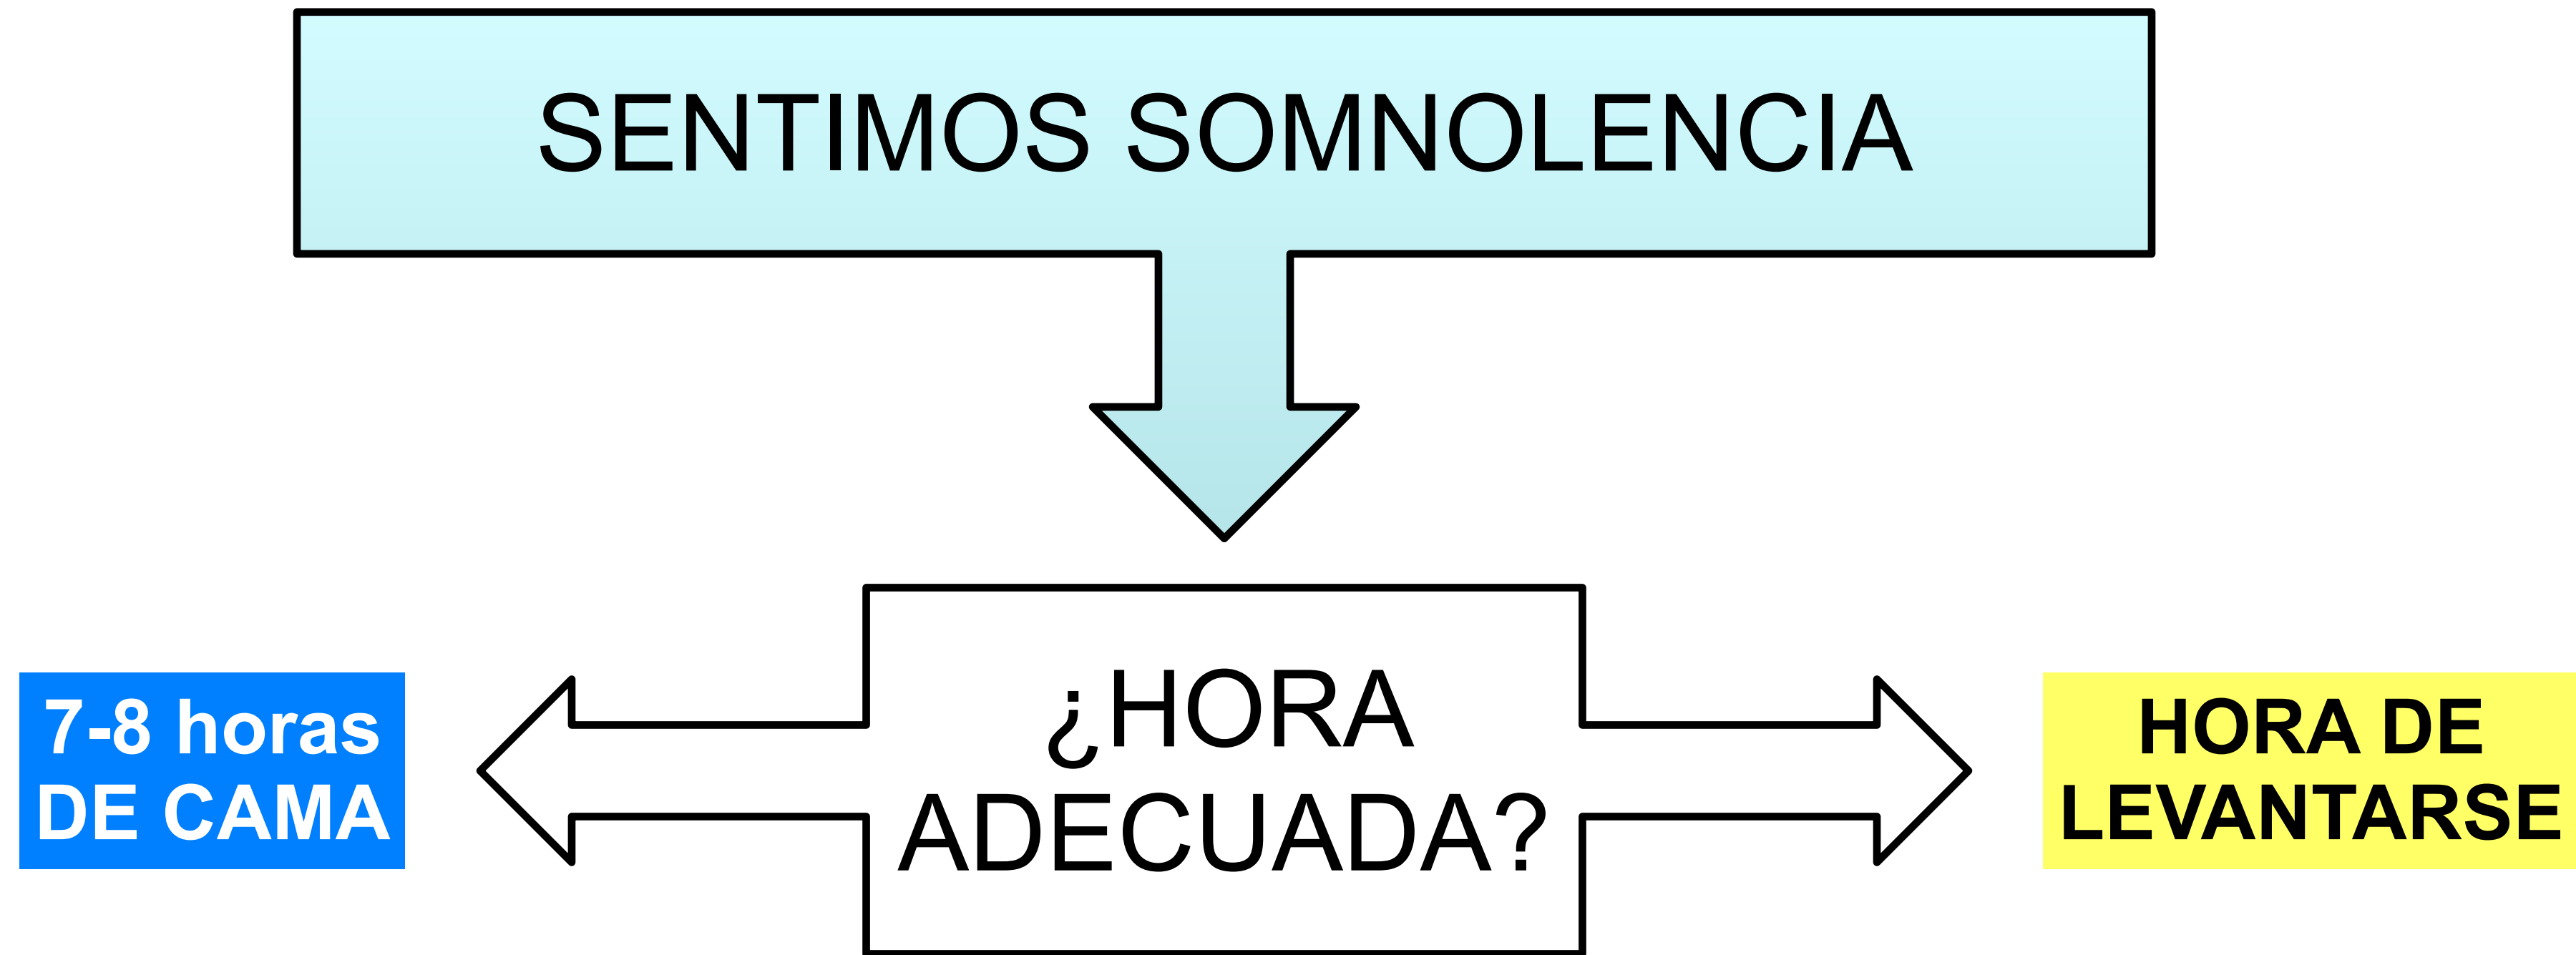 SENTIMOS SOMNOLENCIA
¿HORA
ADECUADA?
7-8 horas
DE CAMA
HORA DE
LEVANTARSE